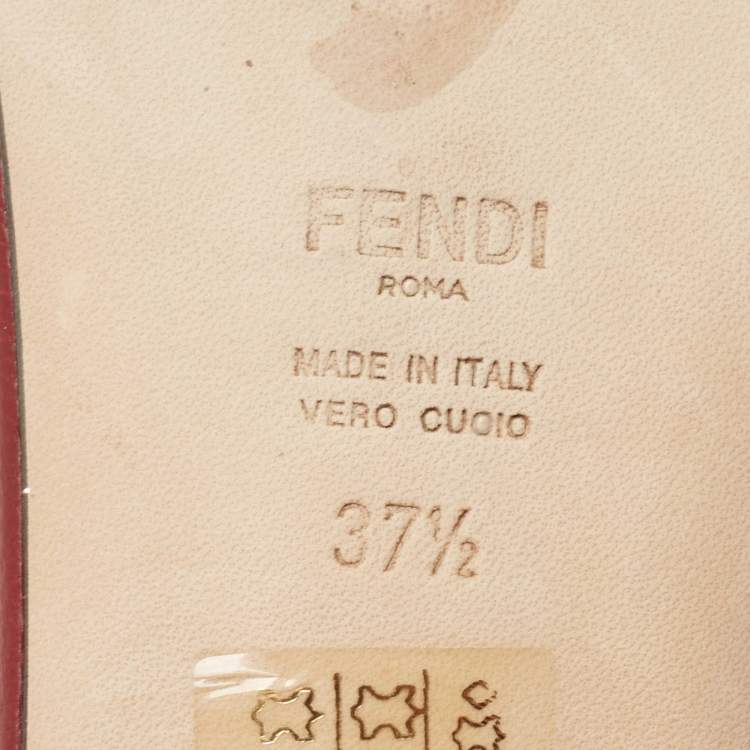 FENDI
ROMA
MADE IN ITALY
VERO CUOIO
37½